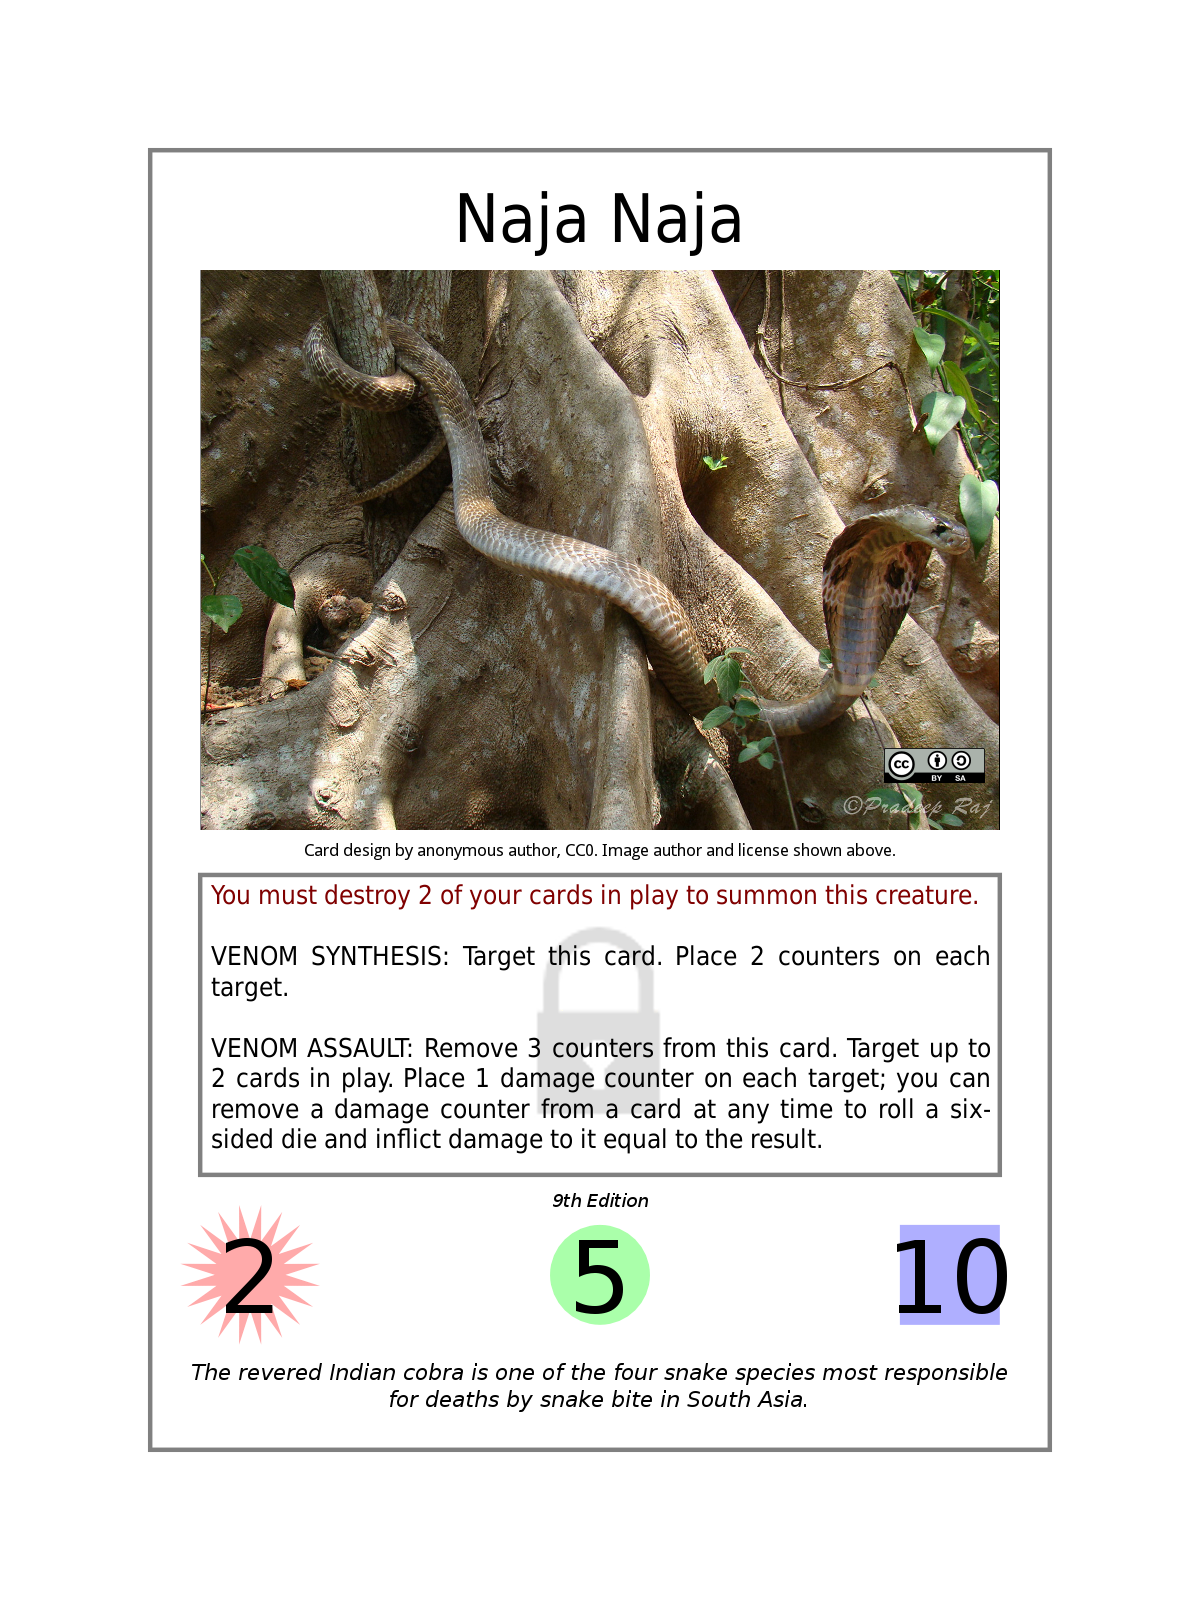 Naja Naja
cc
BY SA
©Pradeep Raj
Card design by anonymous author, CC0. Image author and license shown above.
You must destroy 2 of your cards in play to summon this creature.
VENOM SYNTHESIS: Target this card. Place 2 counters on each
target.
VENOM ASSAULT: Remove 3 counters from this card. Target up to
2 cards in play. Place 1 damage counter on each target; you can
remove a damage counter from a card at any time to roll a six-
sided die and inflict damage to it equal to the result.
9th Edition
2 5 10
The revered Indian cobra is one of the four snake species most responsible
for deaths by snake bite in South Asia.